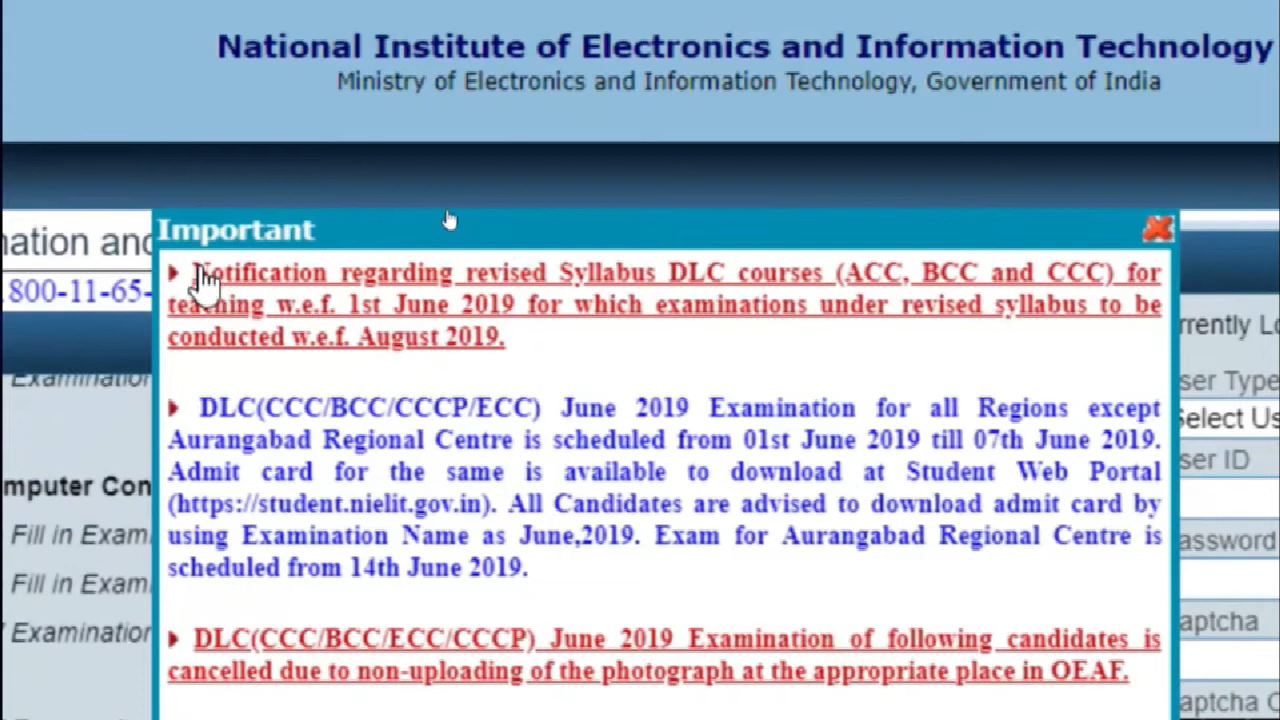 National Institute of Electronics and Information Technology
Ministry of Electronics and Information Technology, Government of India
Important
Notification regarding revised Syllabus DLC courses (ACC, BCC and CCC) for
teaching w.e.f. 1st June 2019 for which examinations under revised syllabus to be
conducted w.e.f. August 2019.
DLC(CCC/BCC/CCCP/ECC) June 2019 Examination for all Regions except
Aurangabad Regional Centre is scheduled from 01st June 2019 till 07th June 2019.
Admit card for the same is available to download at Student Web Portal
(https://student.nielit.gov.in). All Candidates are advised to download admit card by
using Examination Name as June,2019. Exam for Aurangabad Regional Centre is
scheduled from 14th June 2019.
DLC(CCC/BCC/ECC/CCCP) June 2019 Examination of following candidates is
cancelled due to non-uploading of the photograph at the appropriate place in OEAF.
nation and
800-11-65-
Examination
mputer Con
Fill in Exam
Fill in Exam
Examination
rrently Lo
ser Type
Select Us
ser ID
assword
aptcha
aptcha C